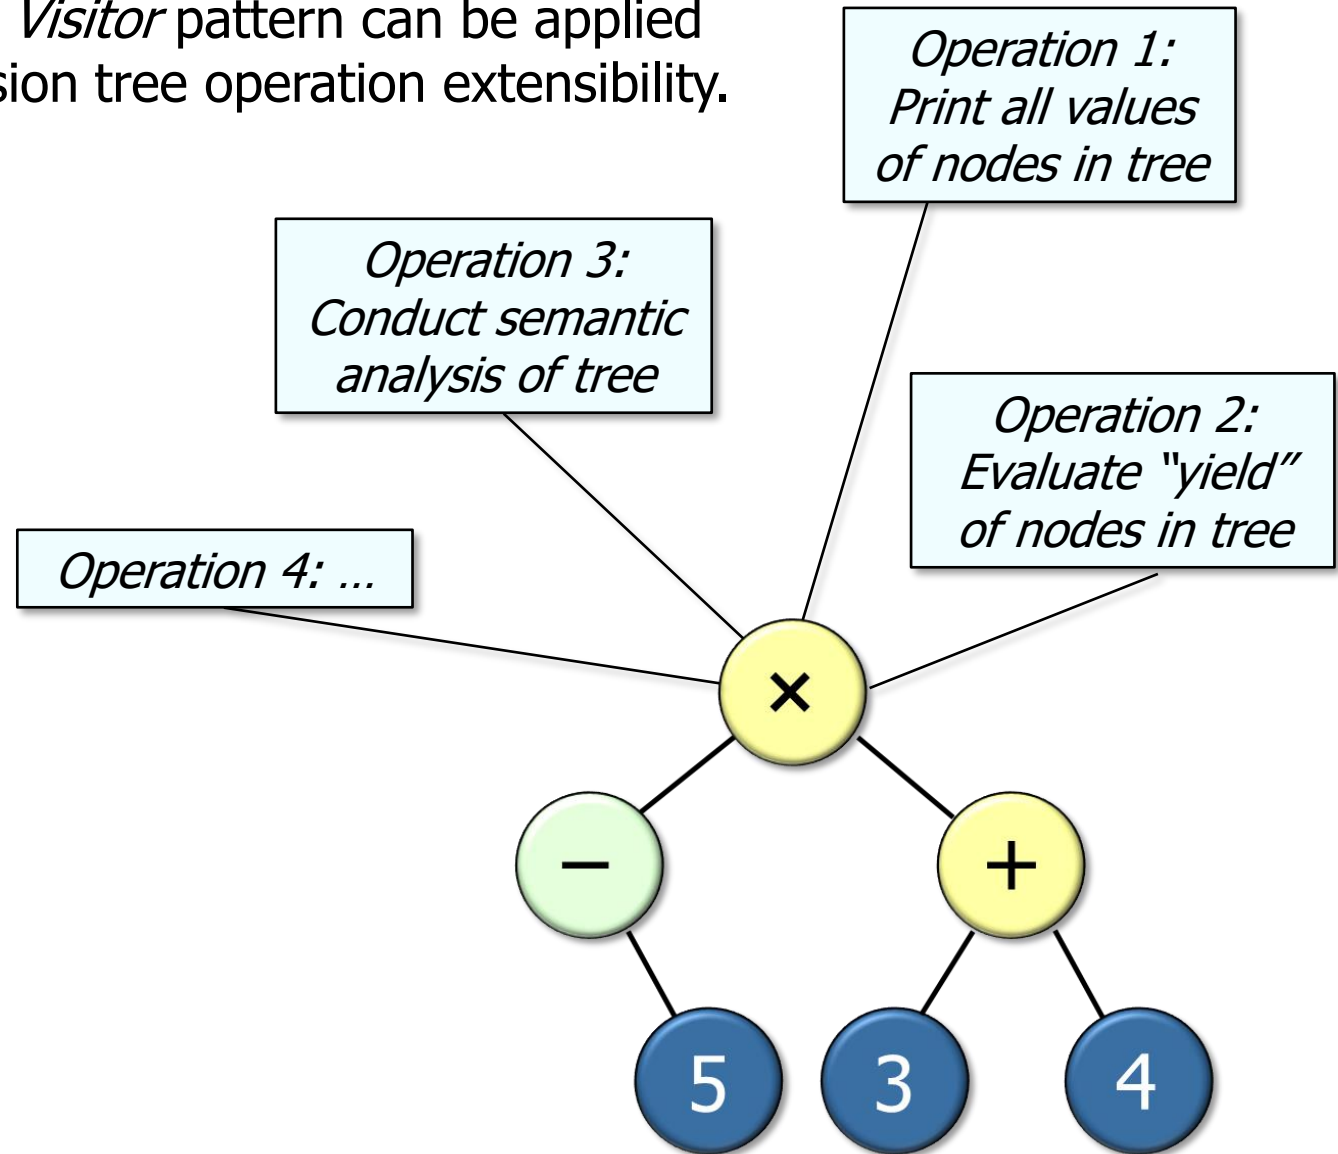 Visitor pattern can be applied
sion tree operation extensibility.
Operation 1:
Print all values
of nodes in tree
Operation 3:
Conduct semantic
analysis of tree
Operation 2:
Evaluate “yield”
of nodes in tree
Operation 4: ...
×
− +
5 3 4